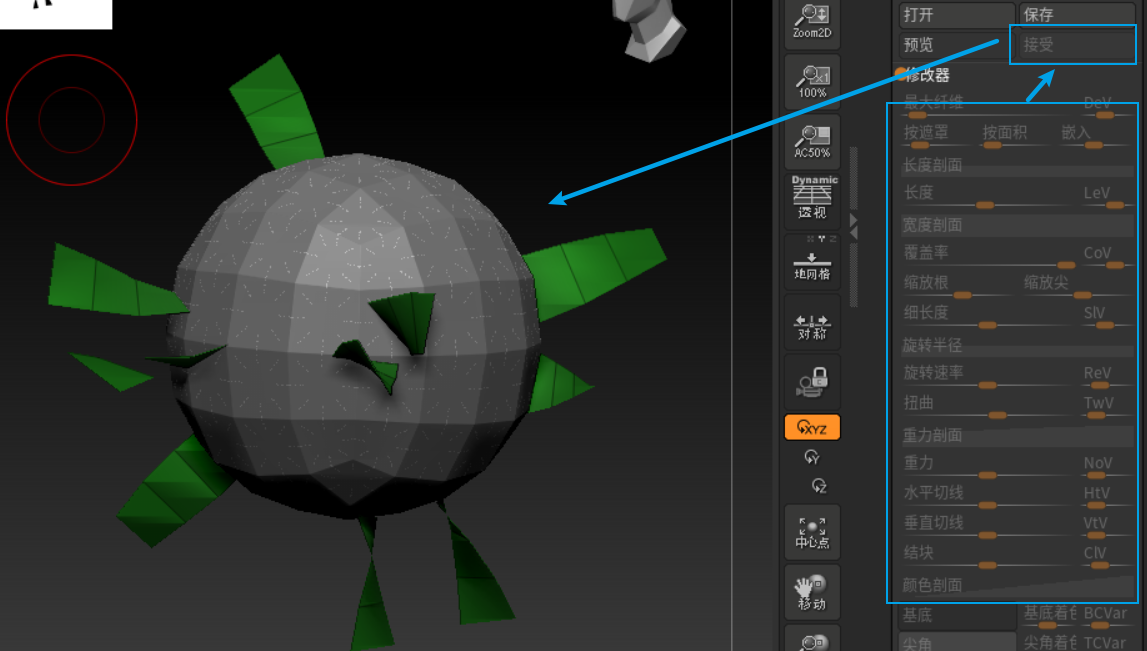 打开 保存
Zoom2D
预览 接受
修改器
100%
最大纤维 DeV
按遮罩 按面积 嵌入
AC50%
长度剖面
Dynamic
长度 LeV
透视
宽度剖面
X Y Z
覆盖率 CoV
地网格
缩放根 缩放尖
细长度 SlV
对称
旋转半径
旋转速率 ReV
扭曲 TwV
XYZ
重力剖面
Y
重力 NoV
Z
水平切线 HtV
垂直切线 VtV
中心点
结块 ClV
颜色剖面
移动
基底 基底着色 BCVar
尖角 尖角着色 TCVar